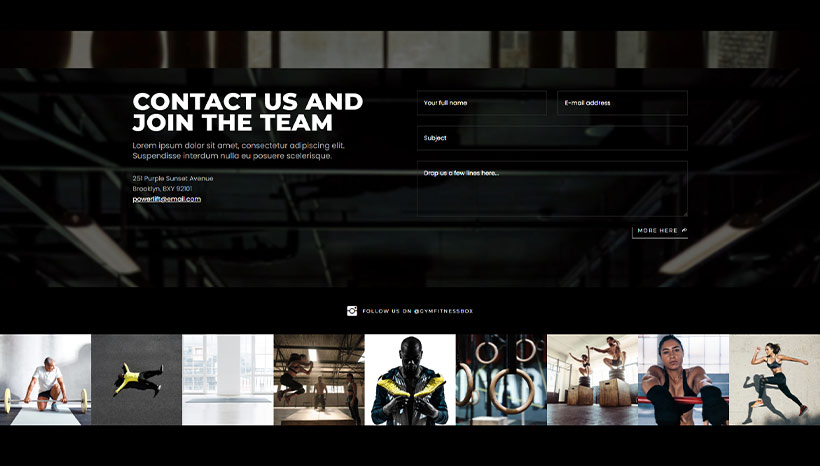 CONTACT US AND
JOIN THE TEAM
Lorem ipsum dolor sit amet, consectetur adipiscing elit.
Suspendisse interdum nulla eu posuere scelerisque.
251 Purple Sunset Avenue
Brooklyn, BXY 92101
powerlift@email.com
Your full name
E-mail address
Subject
Drop us a few lines here...
MORE HERE
FOLLOW US ON @GYMFITNESSBOX